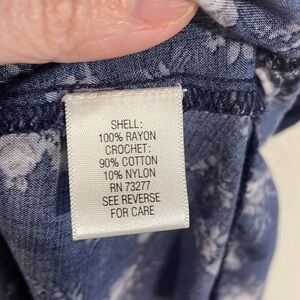 SHELL:
100% RAYON
CROCHET:
90% COTTON
10% NYLON
RN 73277
SEE REVERSE
FOR CARE